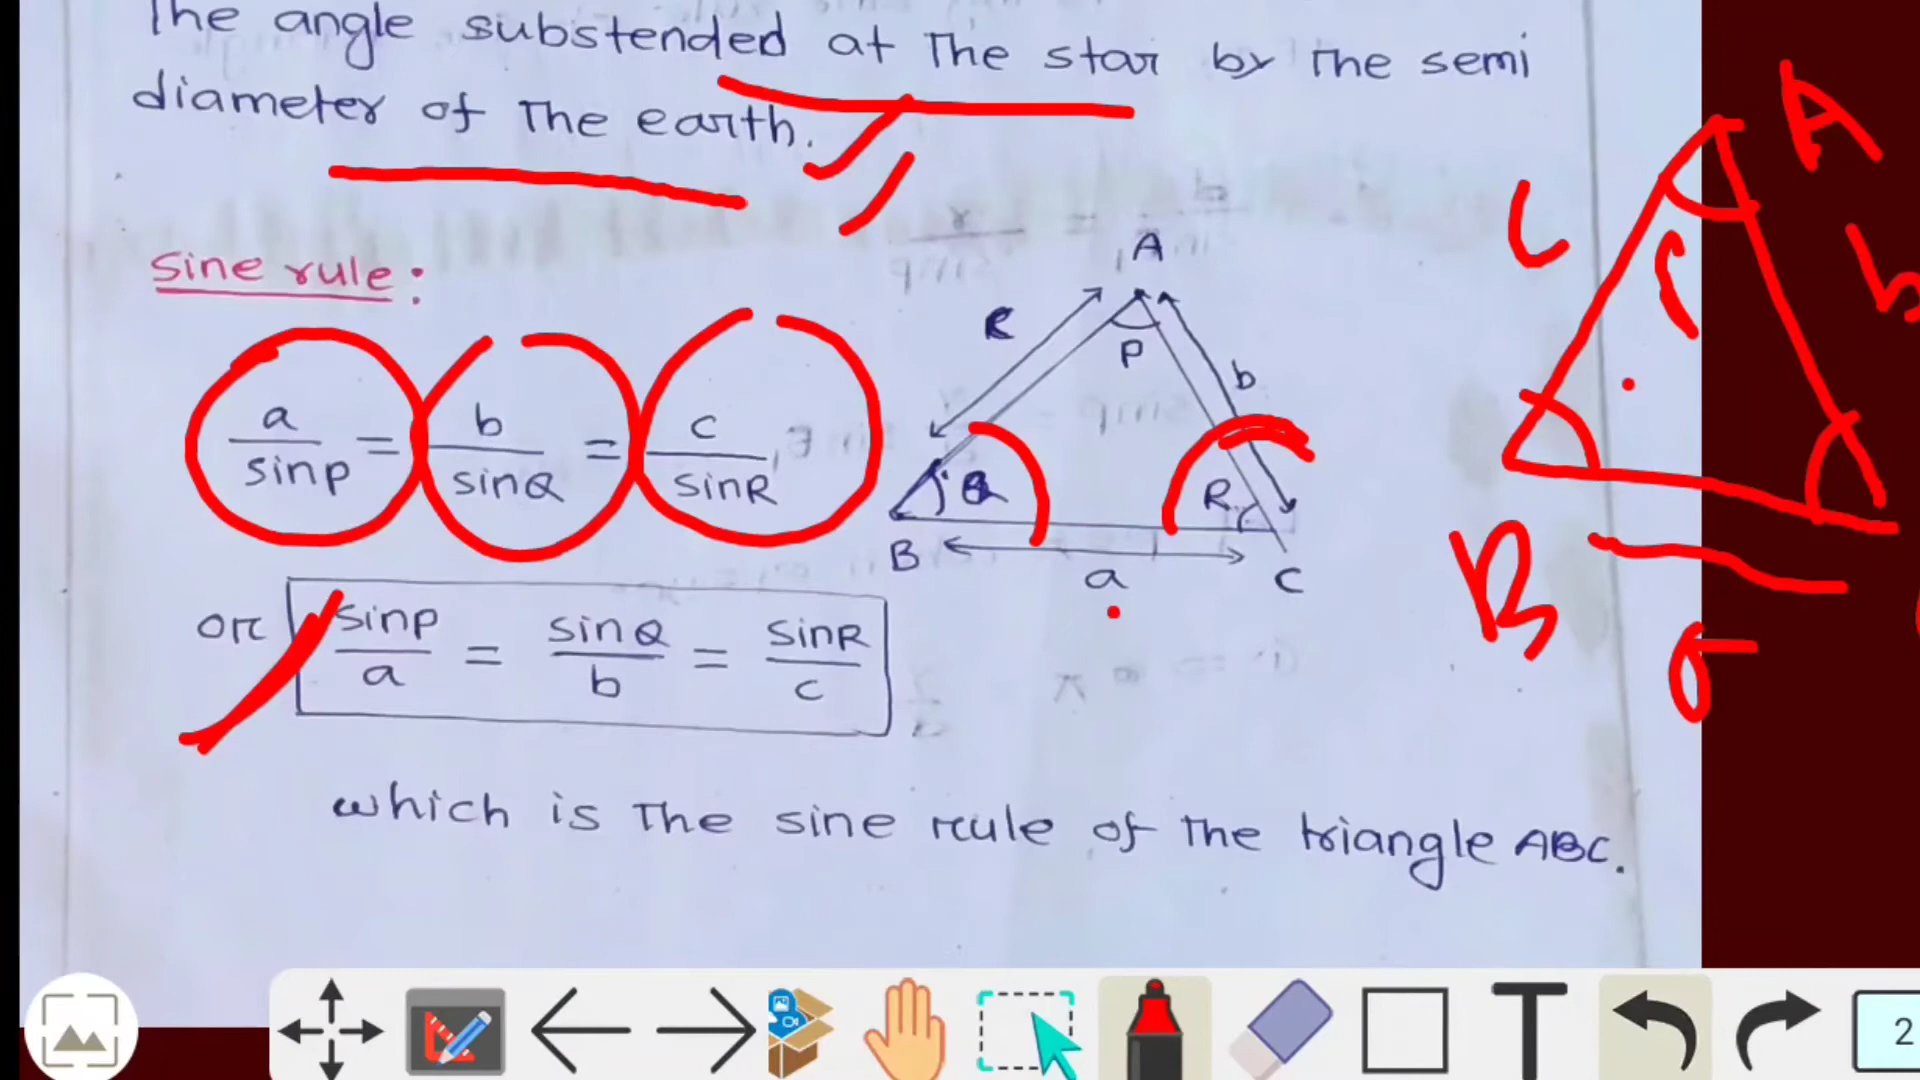 The angle substended at The star by The semi
diameter of The earth.
Sine rule:
a/sinP = b/sinQ = c/sinR
A
c
P
b
Q
R
B
a
C
or sinP/a = sinQ/b = sinR/c
which is The sine rule of The triangle ABC.
A
b
B
T
2